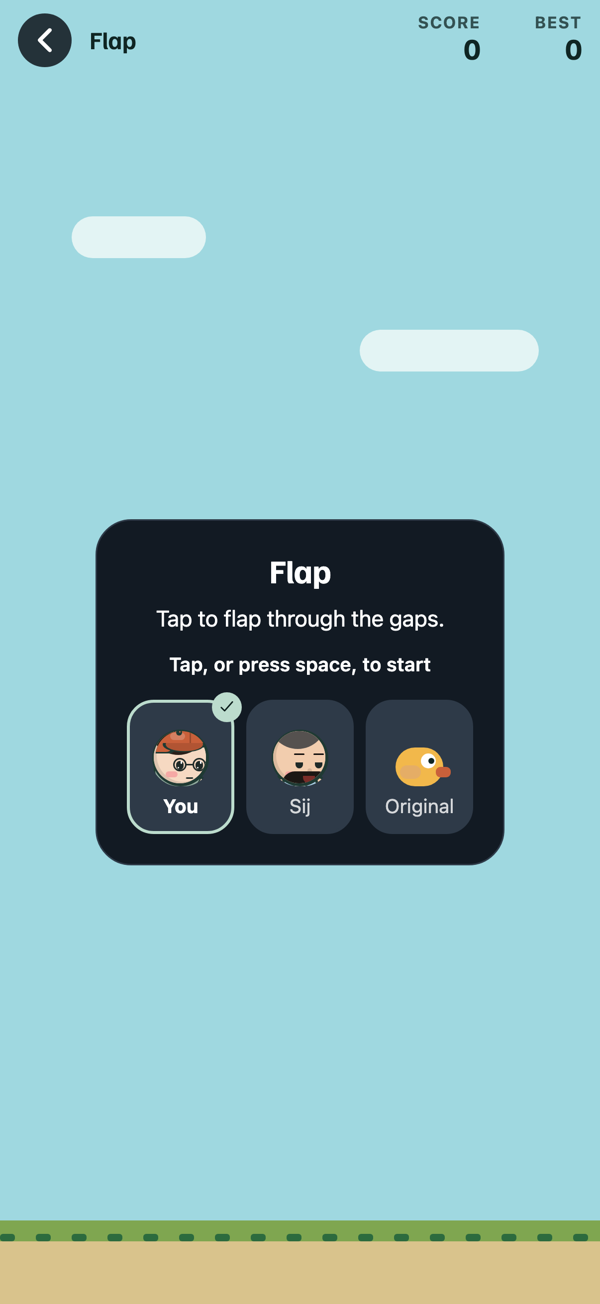 Flap
SCORE
0
BEST
0
Flap
Tap to flap through the gaps.
Tap, or press space, to start
You
Sij
Original